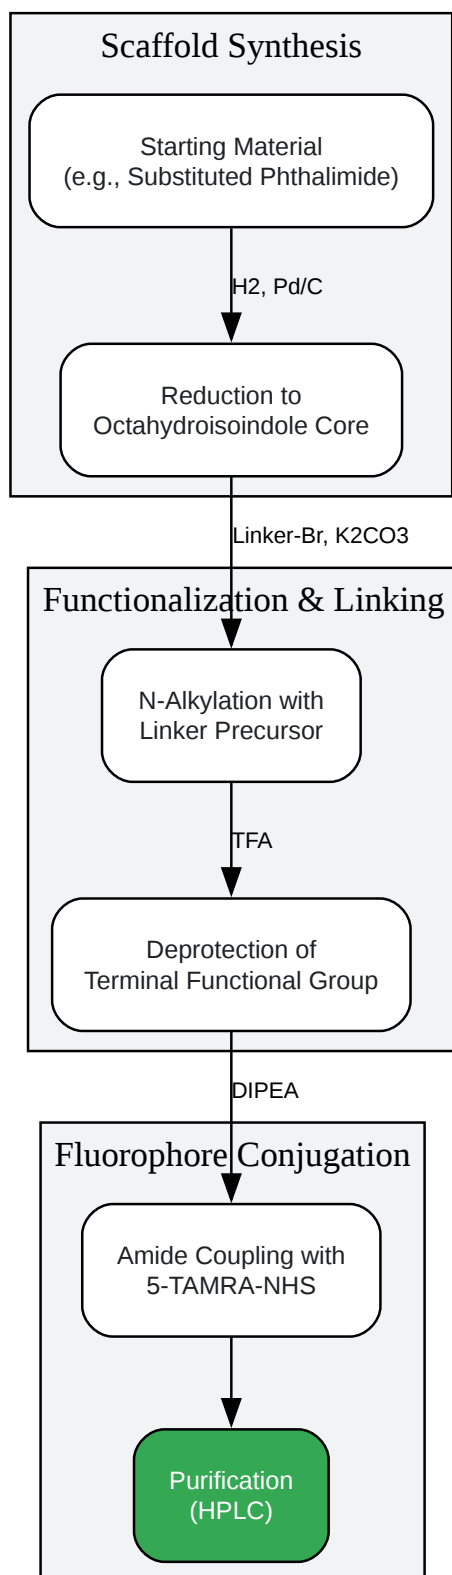 Scaffold Synthesis
Starting Material
(e.g., Substituted Phthalimide)
H2, Pd/C
Reduction to
Octahydroisoindole Core
Linker-Br, K2CO3
Functionalization & Linking
N-Alkylation with
Linker Precursor
TFA
Deprotection of
Terminal Functional Group
DIPEA
Fluorophore Conjugation
Amide Coupling with
5-TAMRA-NHS
Purification
(HPLC)